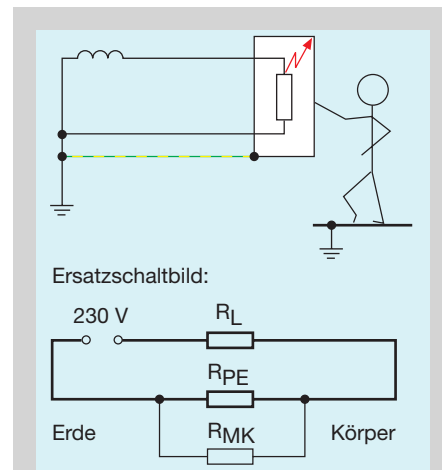 Ersatzschaltbild:
230 V
RL
RPE
Erde
RMK
Körper